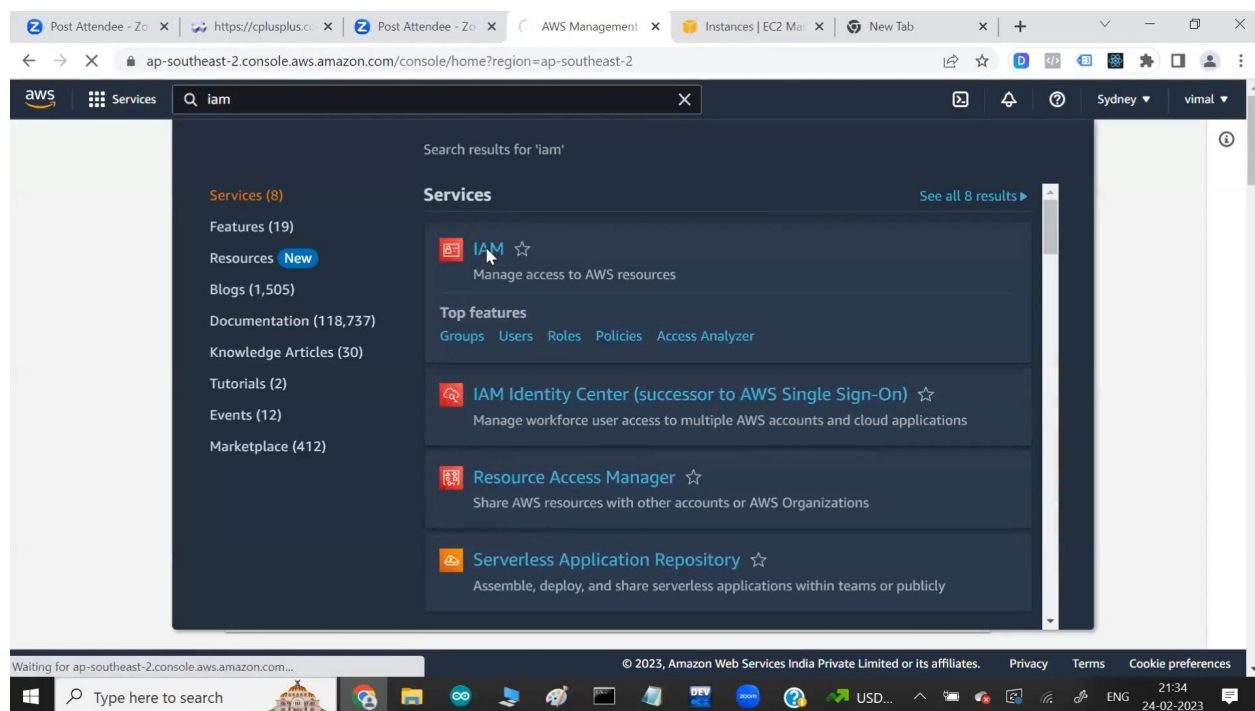 Post Attendee - Zo
https://cplusplus.co
Post Attendee - Zo
AWS Management
Instances | EC2 Man
New Tab
ap-southeast-2.console.aws.amazon.com/console/home?region=ap-southeast-2
aws
Services
iam
Sydney
vimal
Search results for 'iam'
Services (8)
Features (19)
Resources New
Blogs (1,505)
Documentation (118,737)
Knowledge Articles (30)
Tutorials (2)
Events (12)
Marketplace (412)
Services
See all 8 results
IAM
Manage access to AWS resources
Top features
Groups Users Roles Policies Access Analyzer
IAM Identity Center (successor to AWS Single Sign-On)
Manage workforce user access to multiple AWS accounts and cloud applications
Resource Access Manager
Share AWS resources with other accounts or AWS Organizations
Serverless Application Repository
Assemble, deploy, and share serverless applications within teams or publicly
Waiting for ap-southeast-2.console.aws.amazon.com...
© 2023, Amazon Web Services India Private Limited or its affiliates.
Privacy Terms Cookie preferences
Type here to search
DEV
zoom
USD...
ENG
21:34
24-02-2023